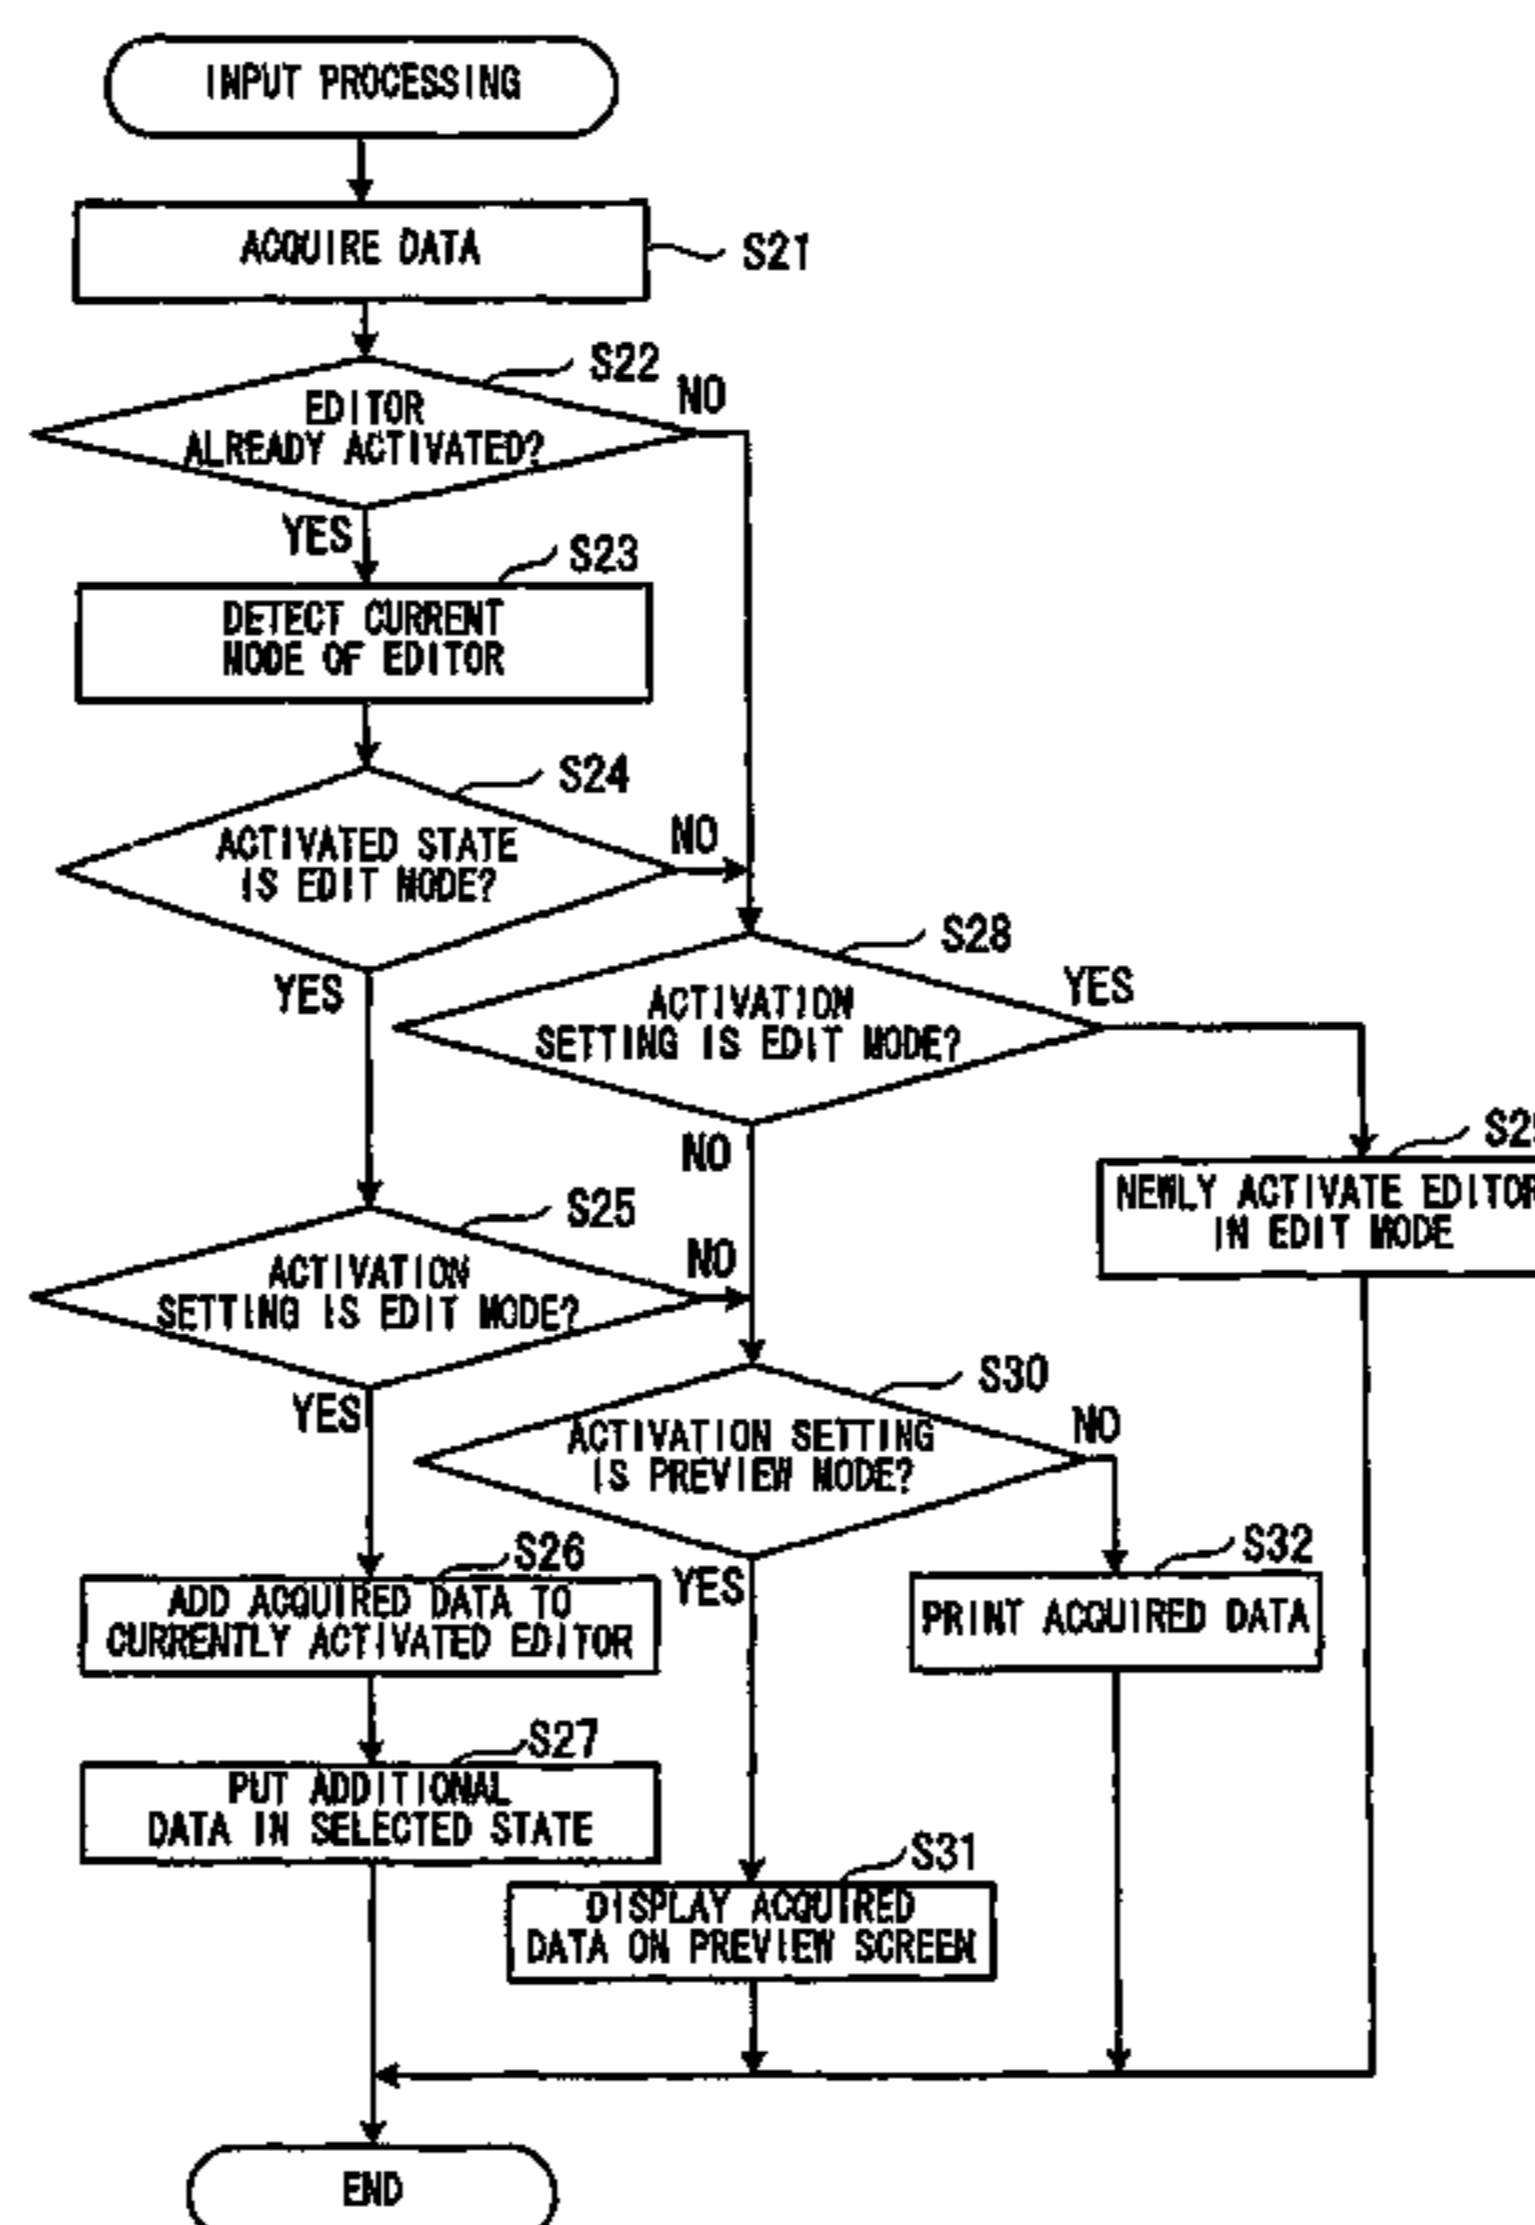 INPUT PROCESSING
ACQUIRE DATA
S21
S22
EDITOR
ALREADY ACTIVATED?
NO
YES
S23
DETECT CURRENT
MODE OF EDITOR
S24
ACTIVATED STATE
IS EDIT MODE?
NO
YES
S28
ACTIVATION
SETTING IS EDIT MODE?
YES
NO
NEWLY ACTIVATE EDITOR
IN EDIT MODE
S25
ACTIVATION
SETTING IS EDIT MODE?
NO
YES
S30
ACTIVATION SETTING
IS PREVIEW MODE?
NO
YES
S26
ADD ACQUIRED DATA TO
CURRENTLY ACTIVATED EDITOR
S32
PRINT ACQUIRED DATA
S27
PUT ADDITIONAL
DATA IN SELECTED STATE
S31
DISPLAY ACQUIRED
DATA ON PREVIEW SCREEN
END